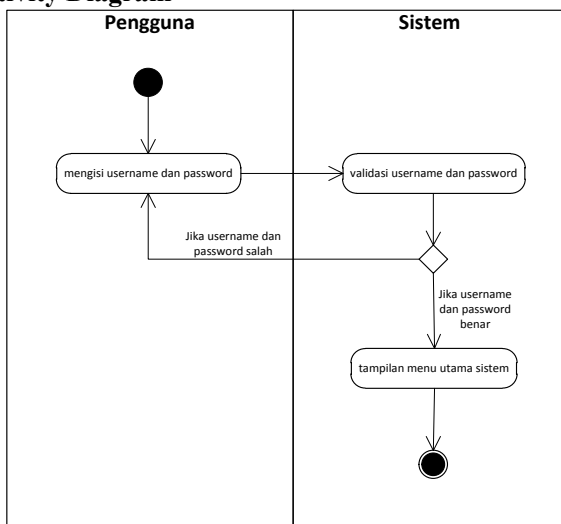 ivity Diagram
Pengguna
Sistem
mengisi username dan password
validasi username dan password
Jika username dan
password salah
Jika username
dan password
benar
tampilan menu utama sistem